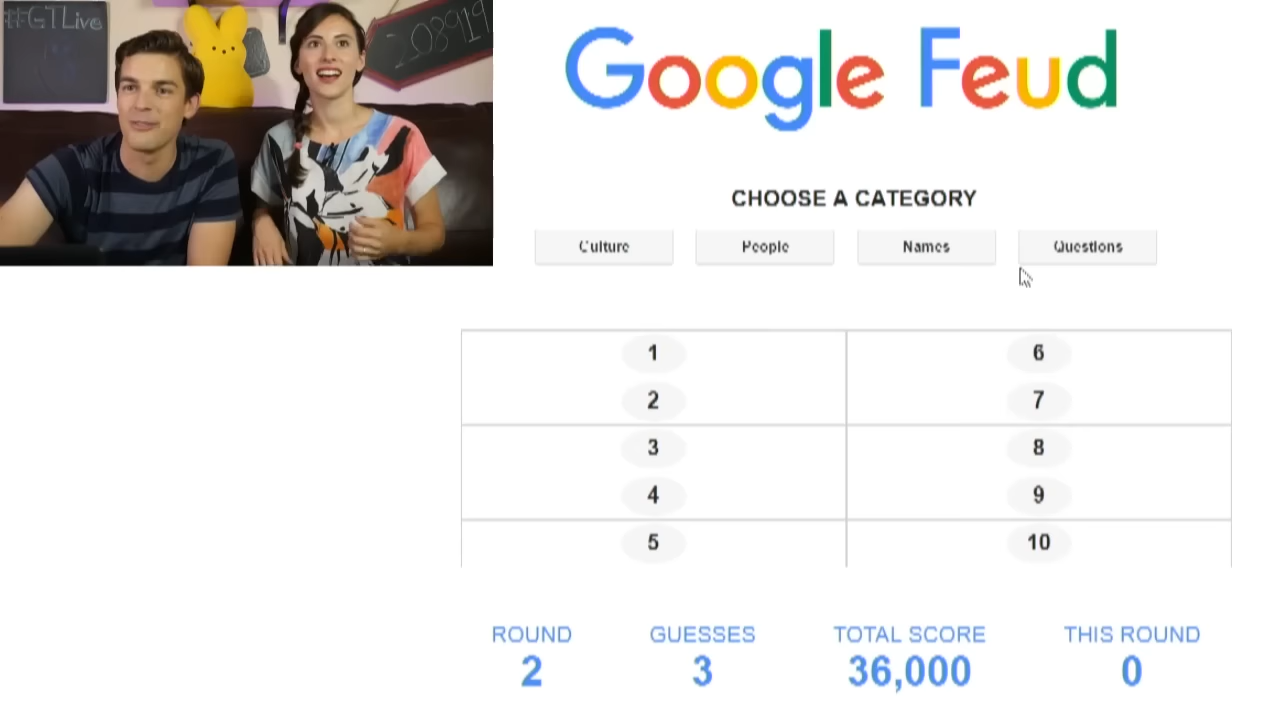 #GTLive
208919
Google Feud
CHOOSE A CATEGORY
Culture People Names Questions
1 6
2 7
3 8
4 9
5 10
ROUND GUESSES TOTAL SCORE THIS ROUND
2 3 36,000 0